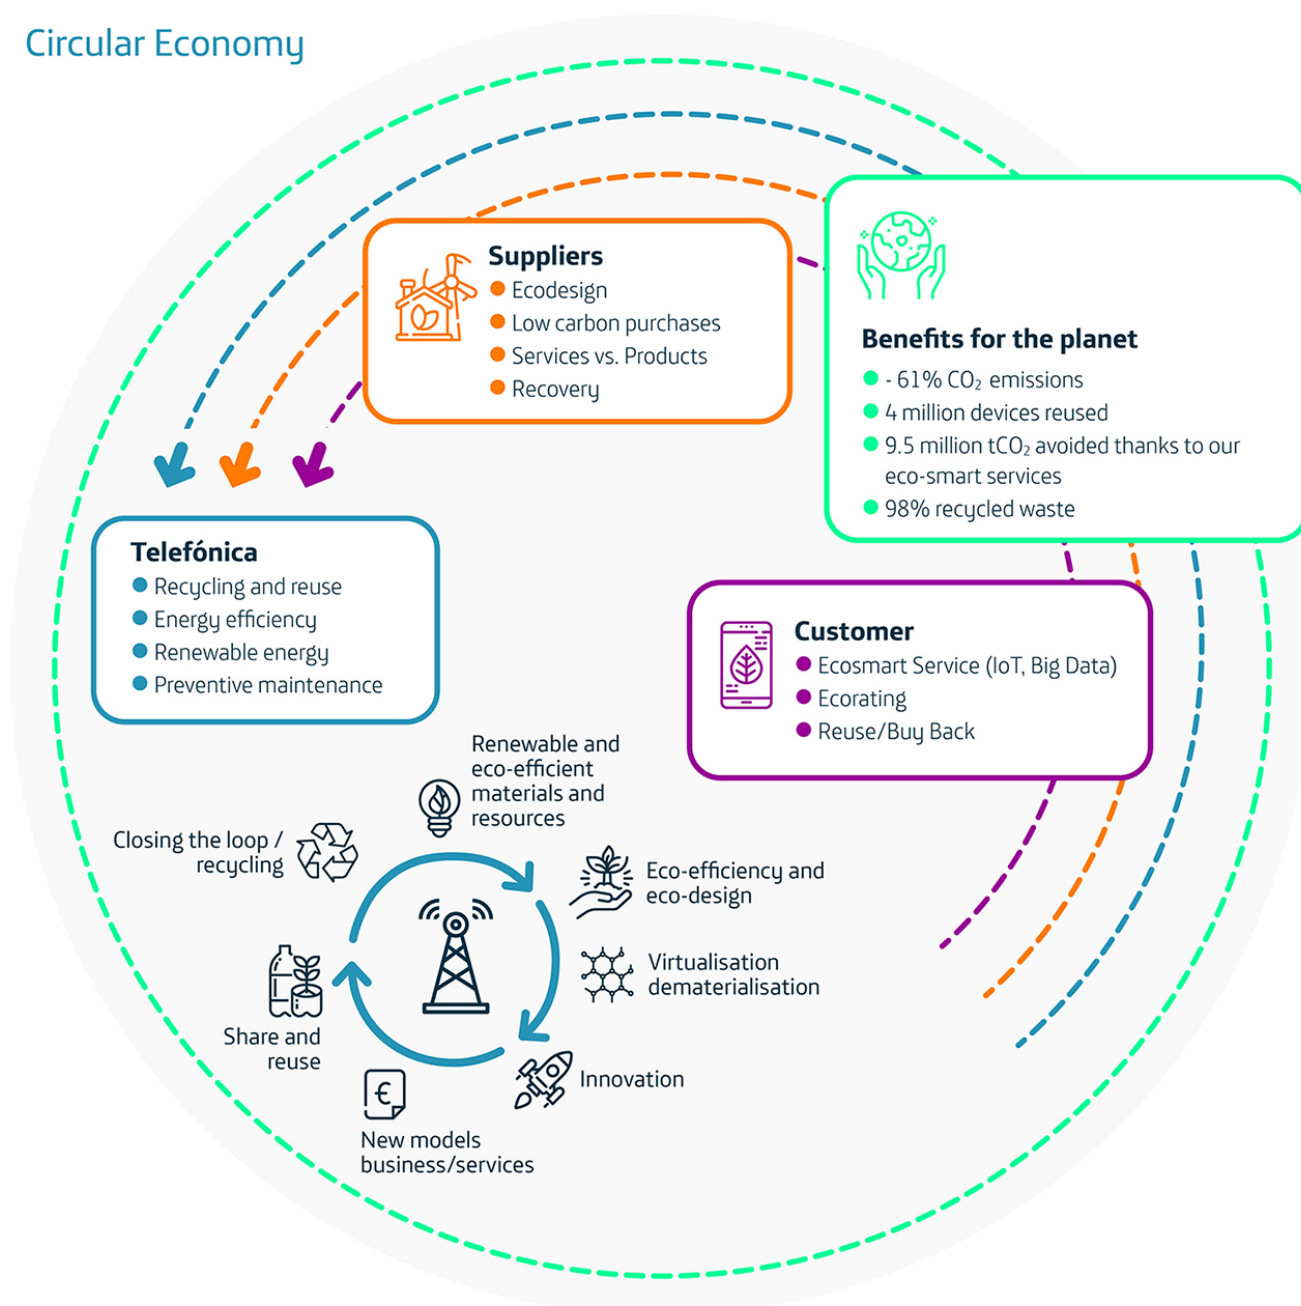 Circular Economy
Suppliers
Ecodesign
Low carbon purchases
Services vs. Products
Recovery
Benefits for the planet
- 61% CO₂ emissions
4 million devices reused
9.5 million tCO₂ avoided thanks to our
eco-smart services
98% recycled waste
Telefónica
Recycling and reuse
Energy efficiency
Renewable energy
Preventive maintenance
Customer
Ecosmart Service (IoT, Big Data)
Ecorating
Reuse/Buy Back
Renewable and
eco-efficient
materials and
resources
Closing the loop /
recycling
Eco-efficiency and
eco-design
Virtualisation
dematerialisation
Share and
reuse
Innovation
€
New models
business/services